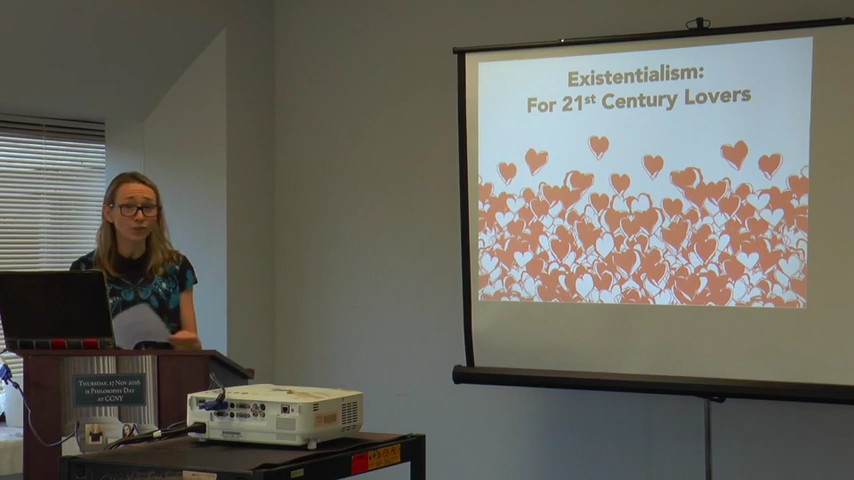 Existentialism:
For 21st Century Lovers
Thursday, 17 Nov 2016
is Philosophy Day
at CCNY